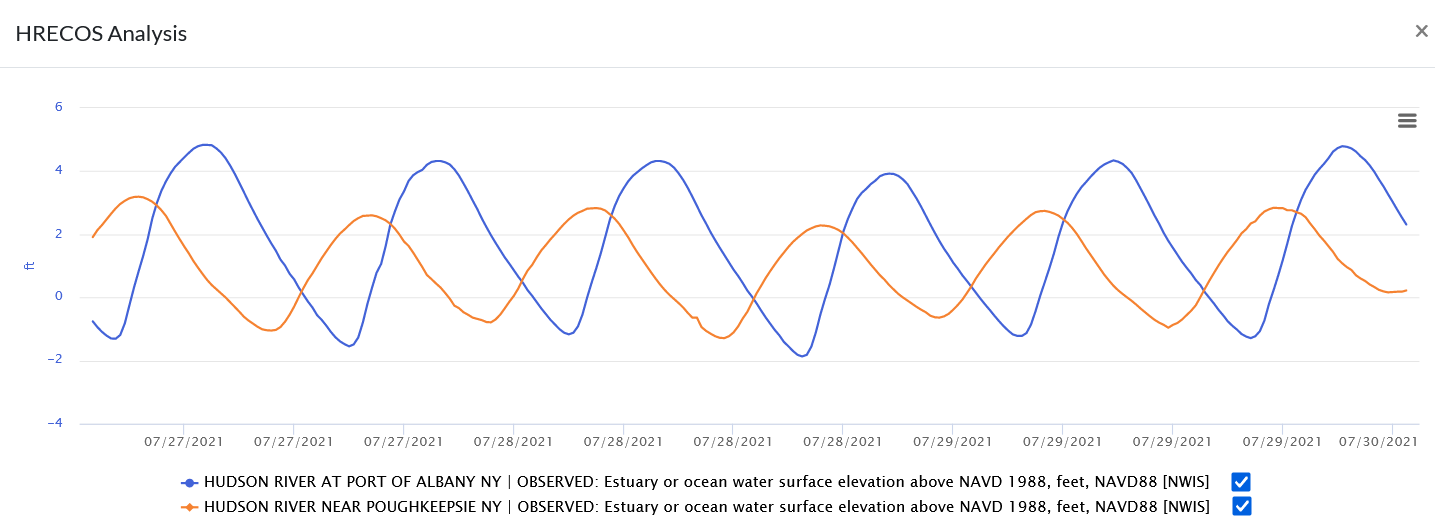 HRECOS Analysis ×
6
4
2
0
−2
−4
ft
07/27/2021 07/27/2021 07/27/2021 07/28/2021 07/28/2021 07/28/2021 07/28/2021 07/29/2021 07/29/2021 07/29/2021 07/29/2021 07/30/2021
HUDSON RIVER AT PORT OF ALBANY NY | OBSERVED: Estuary or ocean water surface elevation above NAVD 1988, feet, NAVD88 [NWIS]
HUDSON RIVER NEAR POUGHKEEPSIE NY | OBSERVED: Estuary or ocean water surface elevation above NAVD 1988, feet, NAVD88 [NWIS]